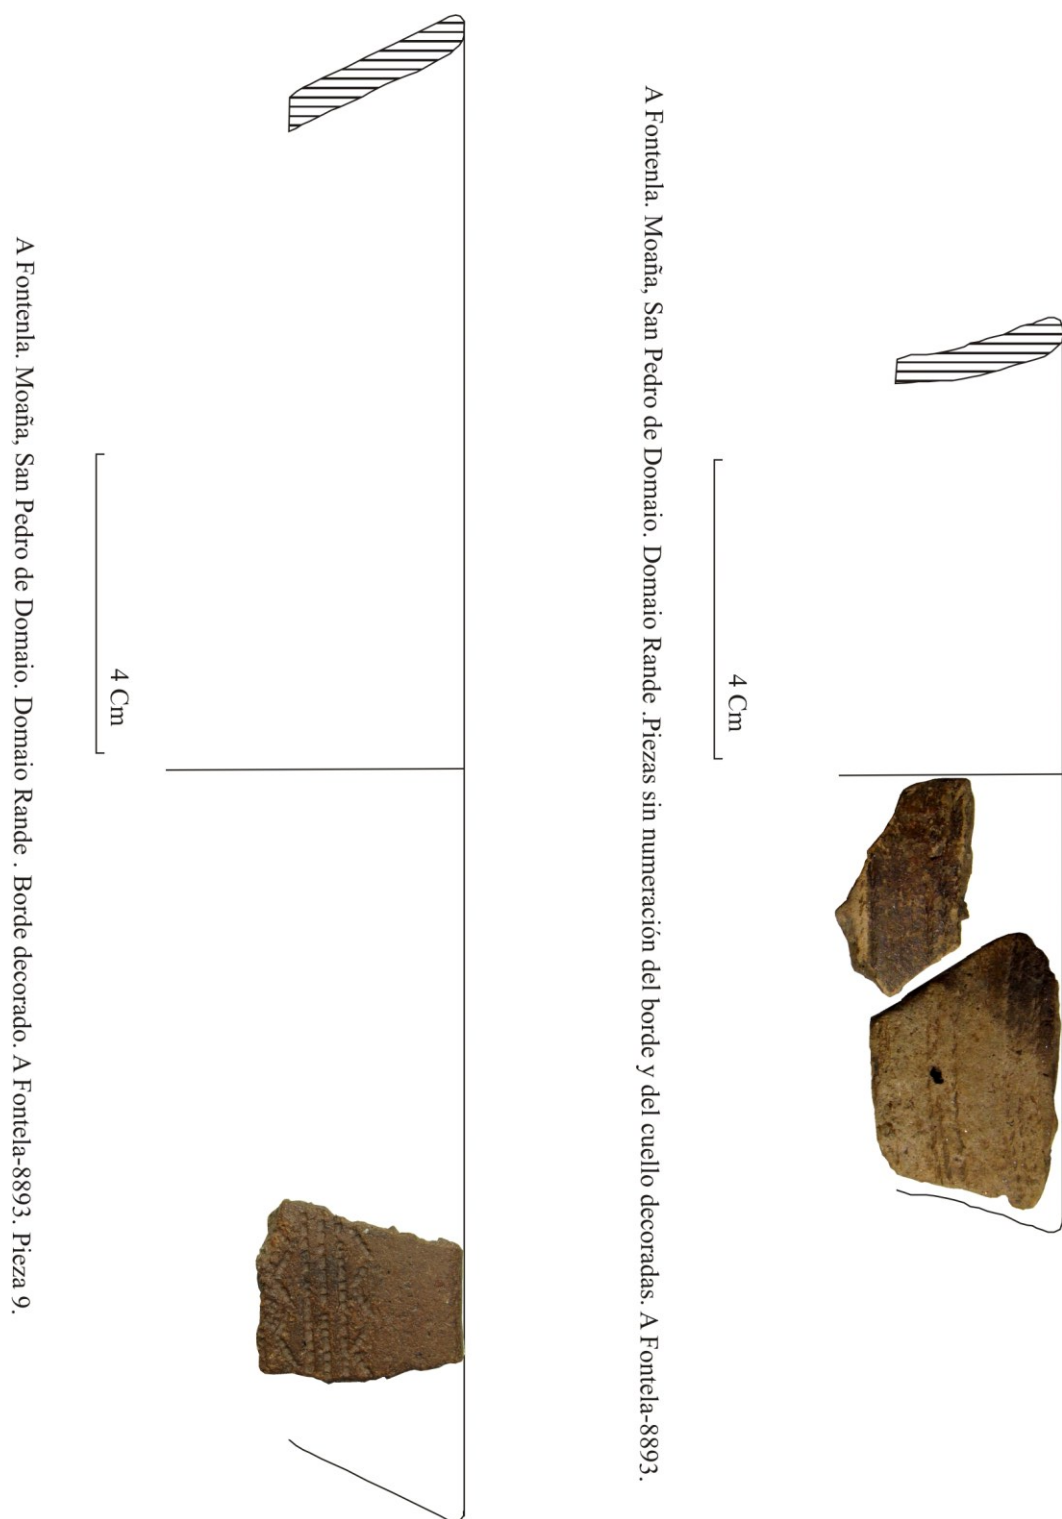 4 Cm
A Fontenla. Moaña, San Pedro de Domaio. Domaio Rande .Piezas sin numeración del borde y del cuello decoradas. A Fontela-8893.
4 Cm
A Fontenla. Moaña, San Pedro de Domaio. Domaio Rande . Borde decorado. A Fontela-8893. Pieza 9.